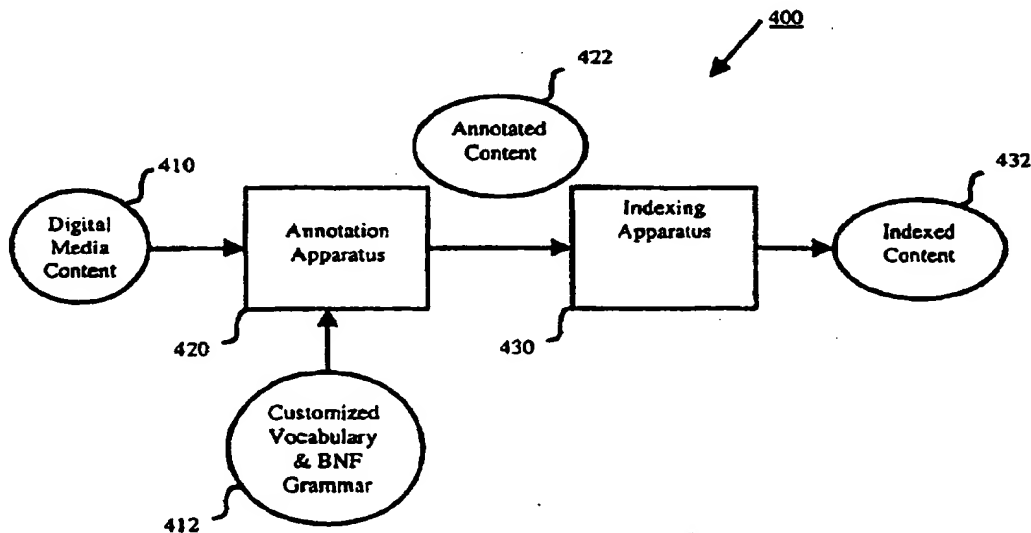 400
422
Annotated
Content
410
432
Digital
Media
Content
Annotation
Apparatus
Indexing
Apparatus
Indexed
Content
420
430
Customized
Vocabulary
& BNF
Grammar
412